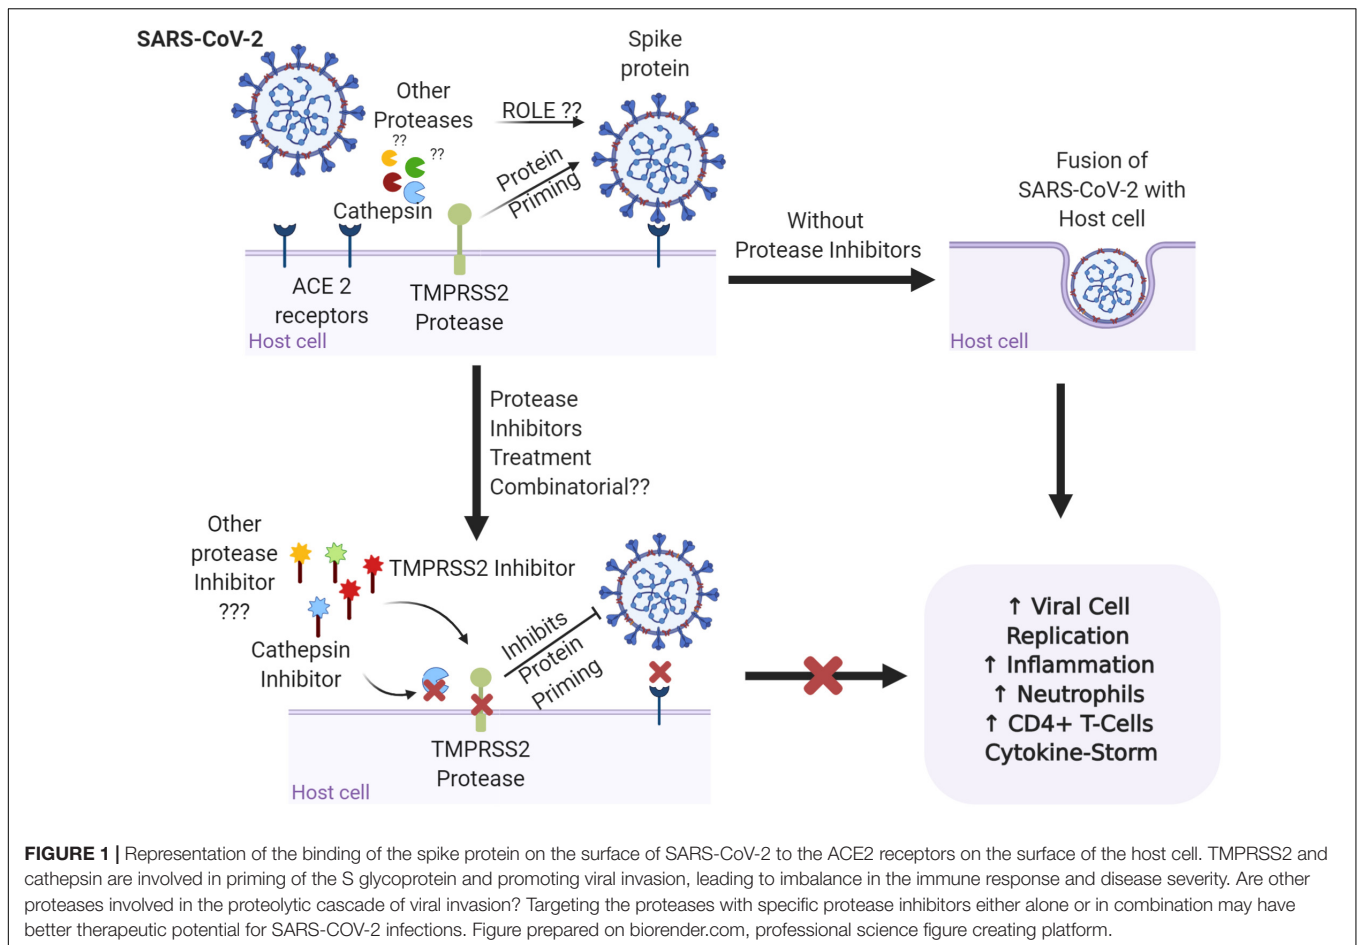 SARS-CoV-2
Spike
protein
Other
Proteases
??
??
ROLE ??
Protein
Priming
Cathepsin
ACE 2
receptors
TMPRSS2
Protease
Host cell
Without
Protease Inhibitors
Fusion of
SARS-CoV-2 with
Host cell
Host cell
Protease
Inhibitors
Treatment
Combinatorial??
Other
protease
Inhibitor
???
TMPRSS2 Inhibitor
Cathepsin
Inhibitor
Inhibits
Protein
Priming
TMPRSS2
Protease
Host cell
↑ Viral Cell
Replication
↑ Inflammation
↑ Neutrophils
↑ CD4+ T-Cells
Cytokine-Storm
FIGURE 1 | Representation of the binding of the spike protein on the surface of SARS-CoV-2 to the ACE2 receptors on the surface of the host cell. TMPRSS2 and
cathepsin are involved in priming of the S glycoprotein and promoting viral invasion, leading to imbalance in the immune response and disease severity. Are other
proteases involved in the proteolytic cascade of viral invasion? Targeting the proteases with specific protease inhibitors either alone or in combination may have
better therapeutic potential for SARS-COV-2 infections. Figure prepared on biorender.com, professional science figure creating platform.